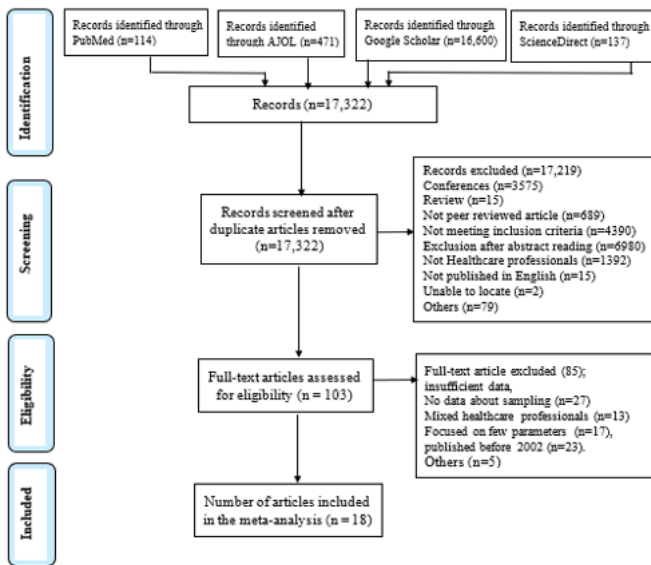 Records identified through
PubMed (n=114)
Records identified
through AJOL (n=471)
Records identified through
Google Scholar (n=16,600)
Records identified through
ScienceDirect (n=137)
Identification
Records (n=17,322)
Screening
Records screened after
duplicate articles removed
(n=17,322)
Records excluded (n=17,219)
Conferences (n=3575)
Review (n=15)
Not peer reviewed article (n=689)
Not meeting inclusion criteria (n=4390)
Exclusion after abstract reading (n=6980)
Not Healthcare professionals (n=1392)
Not published in English (n=15)
Unable to locate (n=2)
Others (n=79)
Eligibility
Full-text articles assessed
for eligibility (n = 103)
Full-text article excluded (85);
insufficient data,
No data about sampling (n=27)
Mixed healthcare professionals (n=13)
Focused on few parameters (n=17),
published before 2002 (n=23).
Others (n=5)
Included
Number of articles included
in the meta-analysis (n = 18)